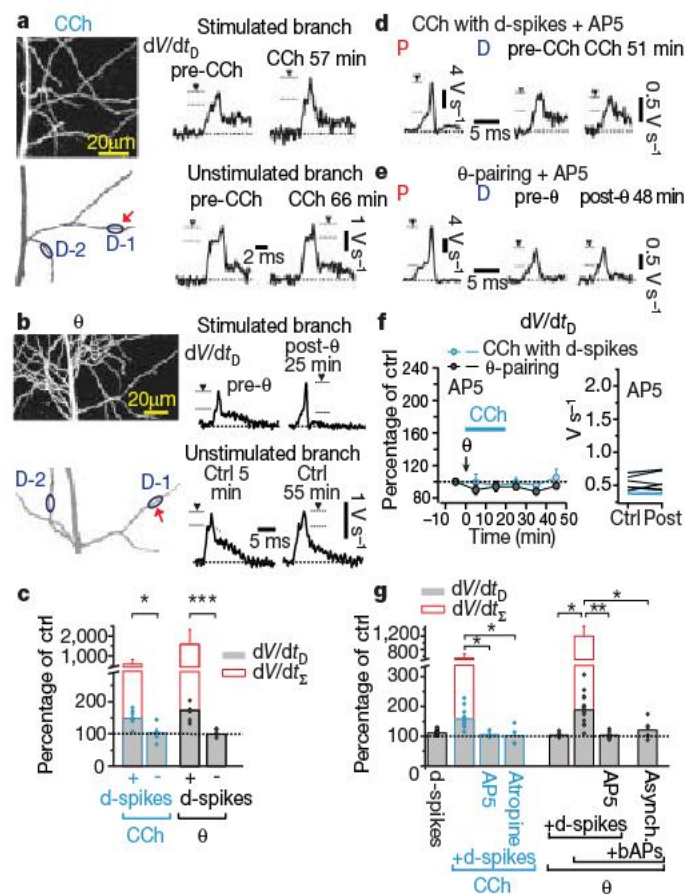 a
CCh
20µm
D-2
D-1
Stimulated branch
dV/dtD
pre-CCh
CCh 57 min
Unstimulated branch
pre-CCh
CCh 66 min
2 ms
1 V s⁻¹
b
θ
20µm
D-2
D-1
Stimulated branch
dV/dtD
pre-θ
post-θ
25 min
Unstimulated branch
Ctrl 5
min
Ctrl
55 min
5 ms
1 V s⁻¹
c
* ***
Percentage of ctrl
2,000
1,000
200
100
0
dV/dtD
dV/dtΣ
+ - + -
d-spikes d-spikes
CCh θ
d CCh with d-spikes + AP5
P D pre-CCh CCh 51 min
4 V s⁻¹
5 ms
0.5 V s⁻¹
e θ-pairing + AP5
P D pre-θ post-θ 48 min
4 V s⁻¹
5 ms
0.5 V s⁻¹
f
dV/dtD
CCh with d-spikes
θ-pairing
AP5
CCh
θ
Percentage of ctrl
240
200
160
120
80
−10 0 10 20 30 40 50
Time (min)
AP5
V s⁻¹
2.0
1.5
1.0
0.5
Ctrl Post
g
dV/dtΣ
dV/dtD
* * * ** *
Percentage of ctrl
1,200
600
300
200
100
0
d-spikes
AP5
Atropine
AP5
Asynch.
+d-spikes
+d-spikes
+bAPs
CCh
θ